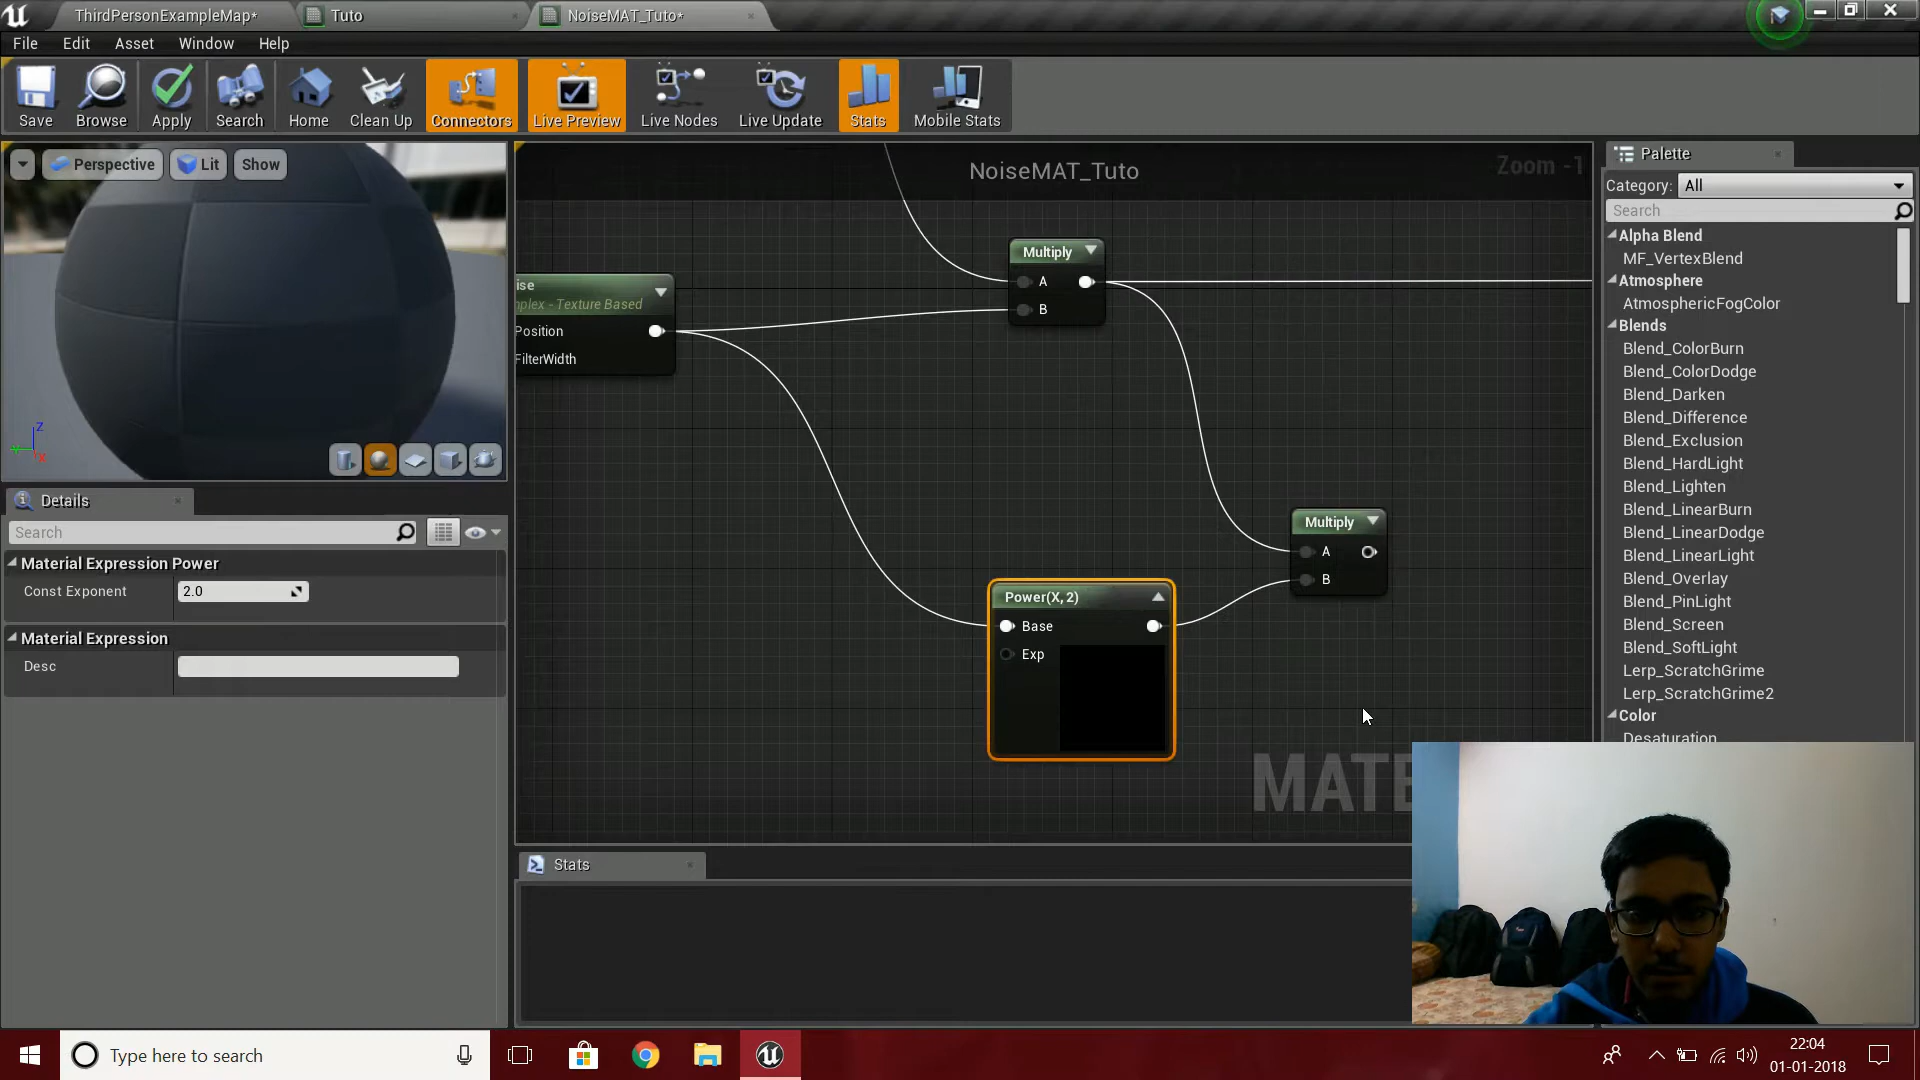 ThirdPersonExampleMap*
Tuto
NoiseMAT_Tuto*
File
Edit
Asset
Window
Help
Save
Browse
Apply
Search
Home
Clean Up
Connectors
Live Preview
Live Nodes
Live Update
Stats
Mobile Stats
Perspective
Lit
Show
Z
X
NoiseMAT_Tuto
Zoom -1
ise
mplex - Texture Based
Position
FilterWidth
Multiply
A
B
Multiply
A
B
Power(X, 2)
Base
Exp
MATE
Details
Search
Material Expression Power
Const Exponent
2.0
Material Expression
Desc
Stats
Palette
Category:
All
Search
Alpha Blend
MF_VertexBlend
Atmosphere
AtmosphericFogColor
Blends
Blend_ColorBurn
Blend_ColorDodge
Blend_Darken
Blend_Difference
Blend_Exclusion
Blend_HardLight
Blend_Lighten
Blend_LinearBurn
Blend_LinearDodge
Blend_LinearLight
Blend_Overlay
Blend_PinLight
Blend_Screen
Blend_SoftLight
Lerp_ScratchGrime
Lerp_ScratchGrime2
Color
Desaturation
Type here to search
22:04
01-01-2018